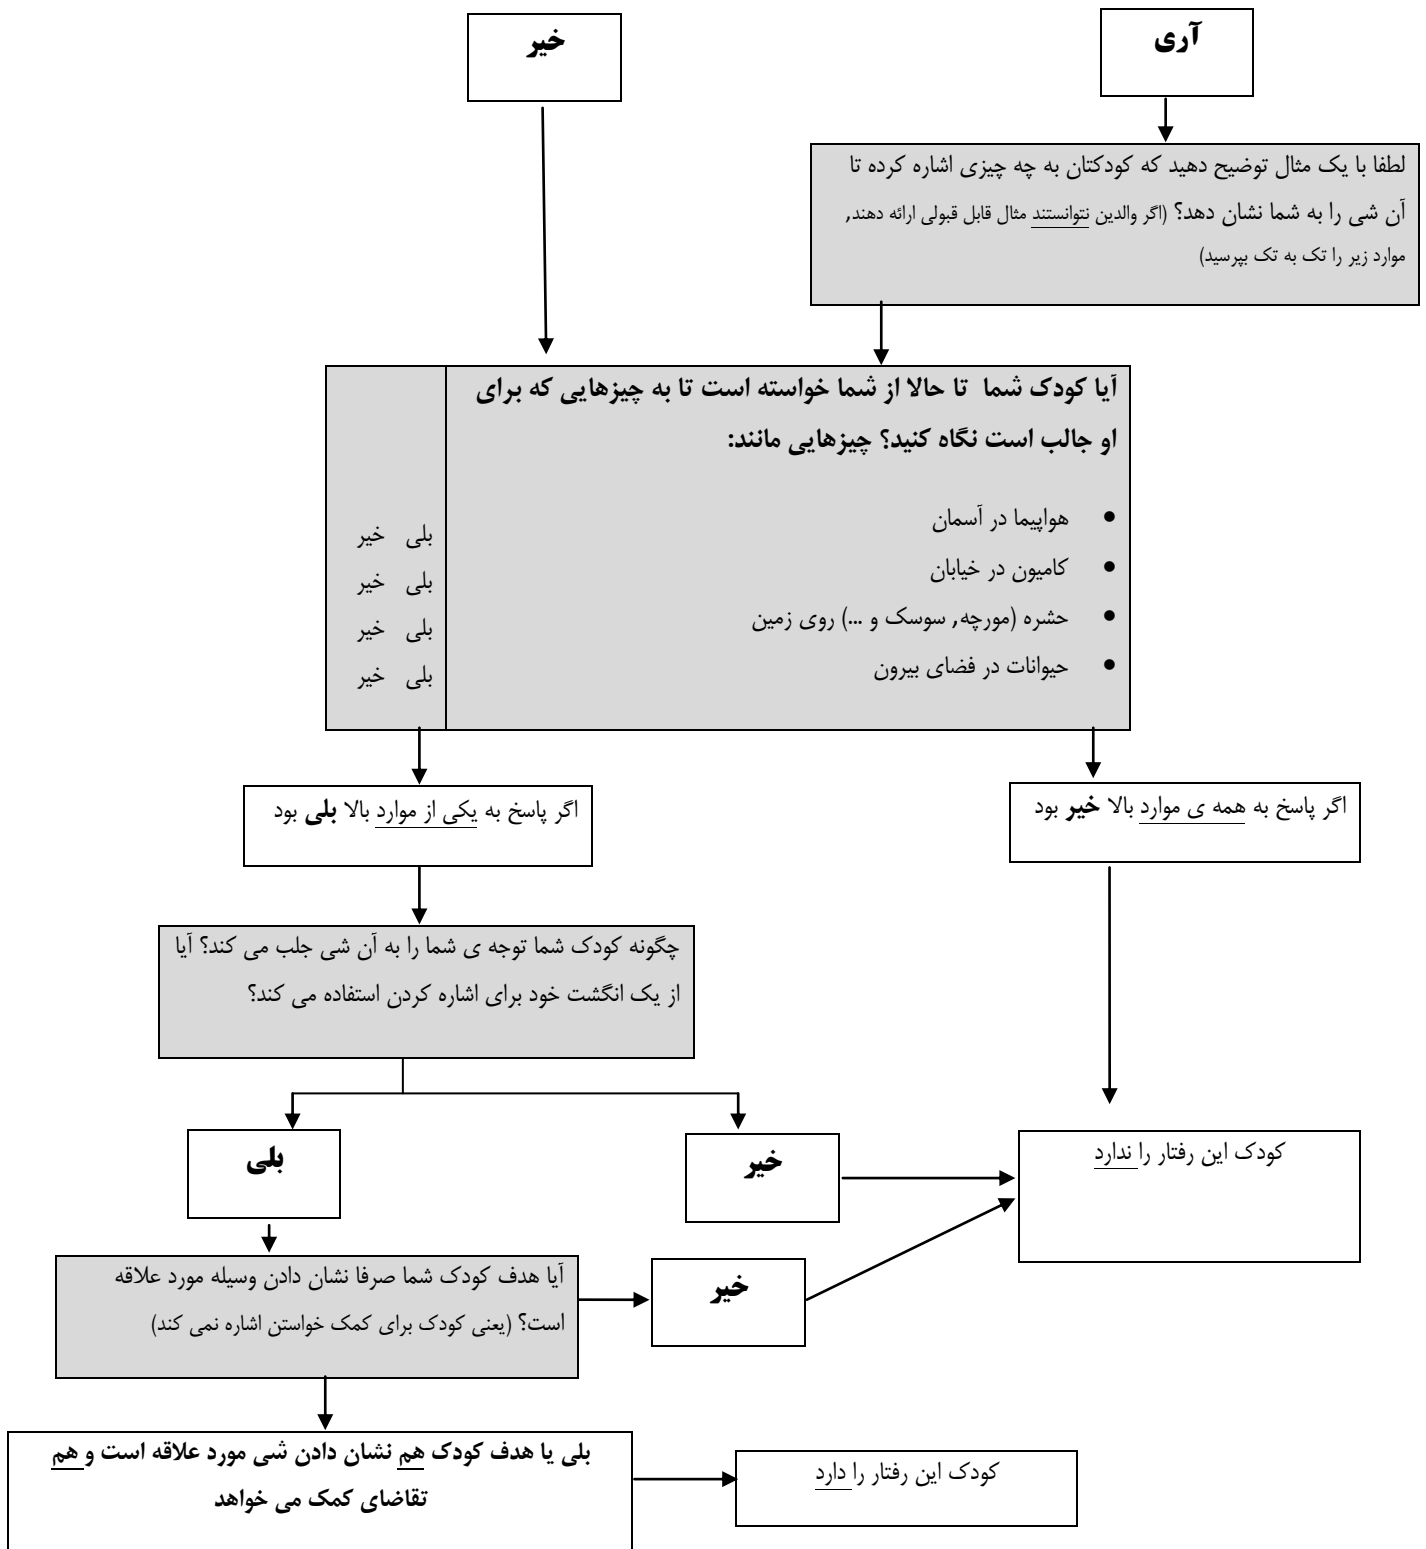 آری
خیر
لطفا با یک مثال توضیح دهید که کودکتان به چه چیزی اشاره کرده تا
آن شی را به شما نشان دهد؟ (اگر والدین نتوانستند مثال قابل قبولی ارائه دهند,
موارد زیر را تک به تک بپرسید)
آیا کودک شما تا حالا از شما خواسته است تا به چیزهایی که برای
او جالب است نگاه کنید؟ چیزهایی مانند:
• هواپیما در آسمان
• کامیون در خیابان
• حشره (مورچه, سوسک و ...) روی زمین
• حیوانات در فضای بیرون
بلی خیر
بلی خیر
بلی خیر
بلی خیر
اگر پاسخ به همه ی موارد بالا خیر بود
اگر پاسخ به یکی از موارد بالا بلی بود
چگونه کودک شما توجه ی شما را به آن شی جلب می کند؟ آیا
از یک انگشت خود برای اشاره کردن استفاده می کند؟
کودک این رفتار را ندارد
خیر
بلی
خیر
آیا هدف کودک شما صرفا نشان دادن وسیله مورد علاقه
است؟ (یعنی کودک برای کمک خواستن اشاره نمی کند)
بلی یا هدف کودک هم نشان دادن شی مورد علاقه است و هم
تقاضای کمک می خواهد
کودک این رفتار را دارد